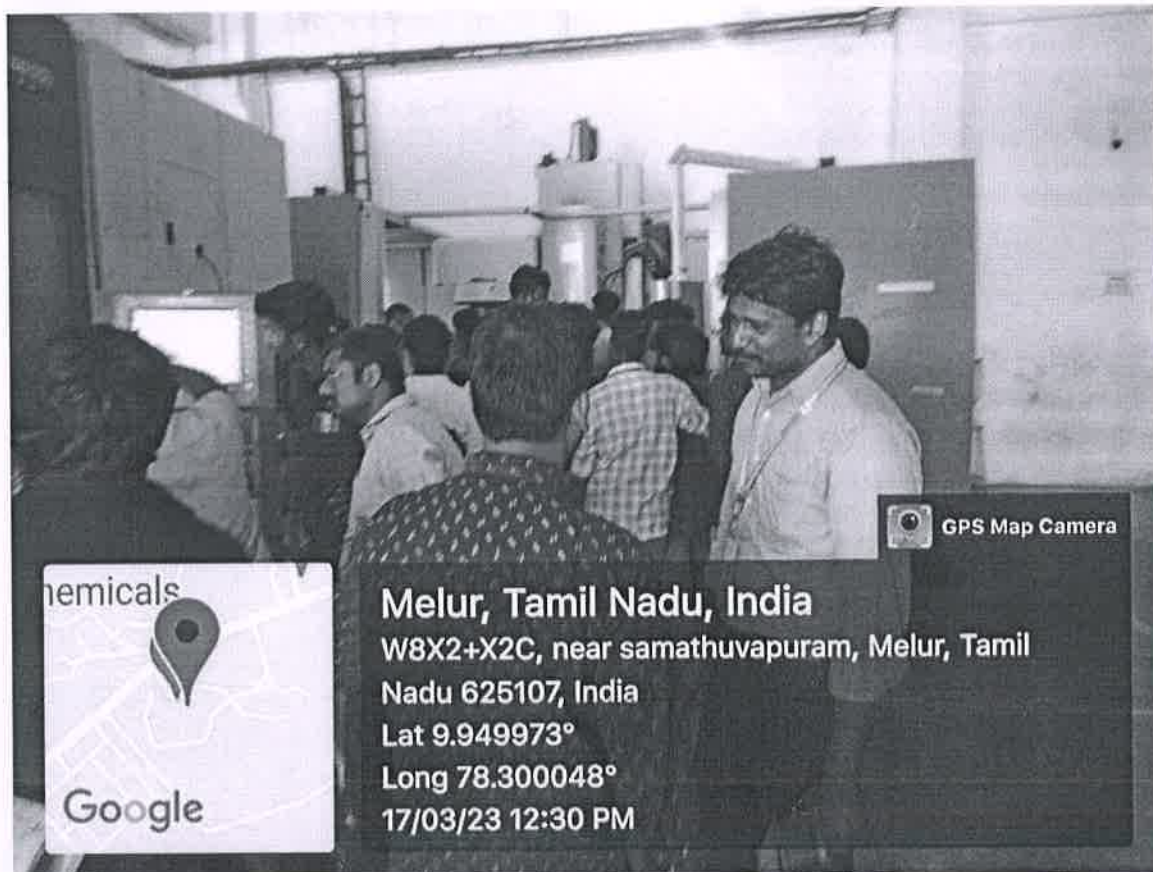 GPS Map Camera
hemicals
Google
Melur, Tamil Nadu, India
W8X2+X2C, near samathuvapuram, Melur, Tamil
Nadu 625107, India
Lat 9.949973°
Long 78.300048°
17/03/23 12:30 PM